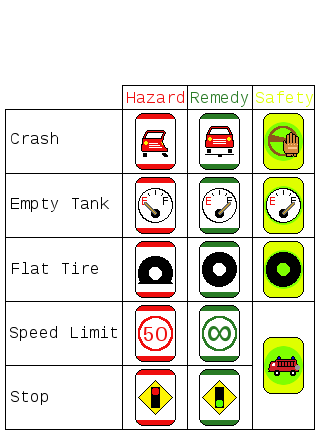 Hazard Remedy Safety
Crash
Empty Tank E F E F E F
Flat Tire
Speed Limit 50 ∞
Stop